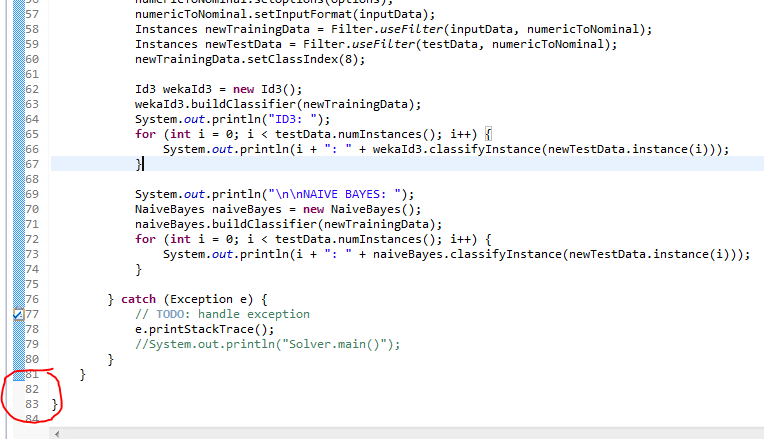 56 numericToNominal.setOptions(options);
57 numericToNominal.setInputFormat(inputData);
58 Instances newTrainingData = Filter.useFilter(inputData, numericToNominal);
59 Instances newTestData = Filter.useFilter(testData, numericToNominal);
60 newTrainingData.setClassIndex(8);
61
62 Id3 wekaId3 = new Id3();
63 wekaId3.buildClassifier(newTrainingData);
64 System.out.println("ID3: ");
65 for (int i = 0; i < testData.numInstances(); i++) {
66 System.out.println(i + ": " + wekaId3.classifyInstance(newTestData.instance(i)));
67 }
68
69 System.out.println("\n\nNAIVE BAYES: ");
70 NaiveBayes naiveBayes = new NaiveBayes();
71 naiveBayes.buildClassifier(newTrainingData);
72 for (int i = 0; i < testData.numInstances(); i++) {
73 System.out.println(i + ": " + naiveBayes.classifyInstance(newTestData.instance(i)));
74 }
75
76 } catch (Exception e) {
77 // TODO: handle exception
78 e.printStackTrace();
79 //System.out.println("Solver.main()");
80 }
81 }
82
83 }
84